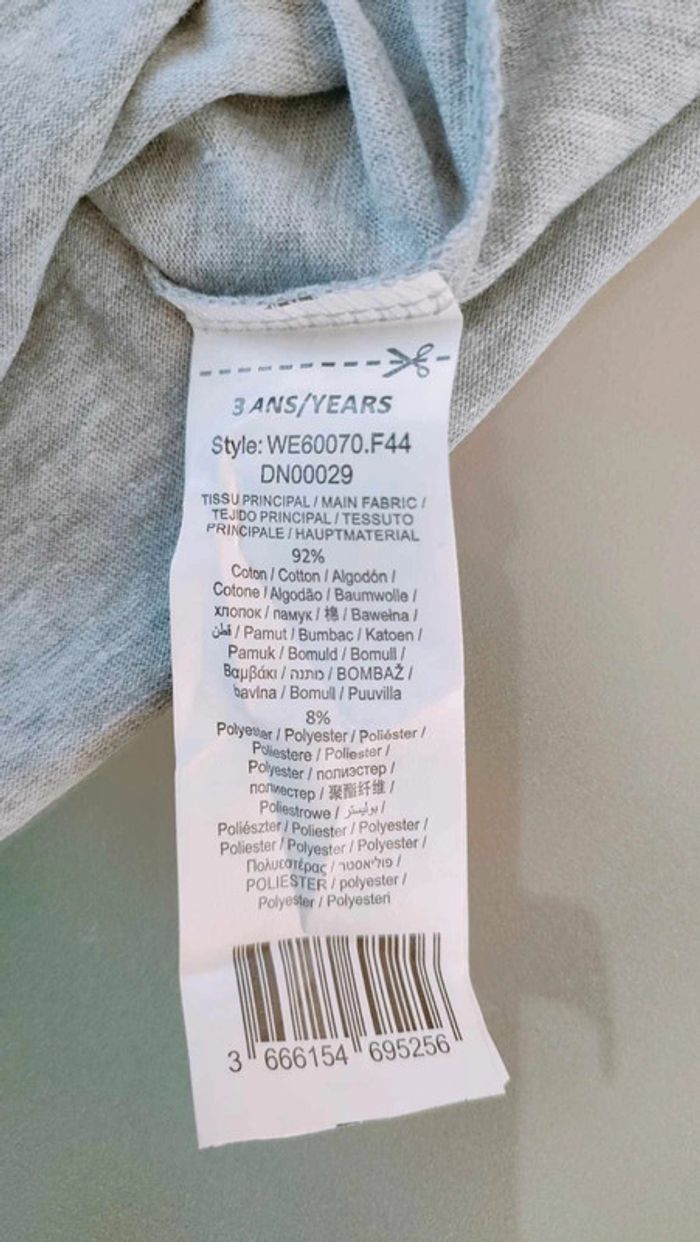 3 ANS/YEARS
Style: WE60070.F44
DN00029
TISSU PRINCIPAL / MAIN FABRIC /
TEJIDO PRINCIPAL / TESSUTO
PRINCIPALE / HAUPTMATERIAL
92%
Coton / Cotton / Algodón /
Cotone / Algodão / Baumwolle /
хлопок / памук / 棉 / Bawełna /
قطن / Pamut / Bumbac / Katoen /
Pamuk / Bomuld / Bomull /
Βαμβάκι / כותנה / BOMBAŽ /
bavlna / Bomull / Puuvilla
8%
Polyester / Polyester / Poliéster /
Poliestere / Poliester /
Polyester / полиэстер /
полиестер / 聚酯纤维 /
Poliestrowe / بوليستر /
Poliészter / Poliester / Polyester /
Poliester / Polyester / Polyester /
Πολυεστέρας / פוליאסטר /
POLIESTER / polyester /
Polyester / Polyesteri
3 666154 695256